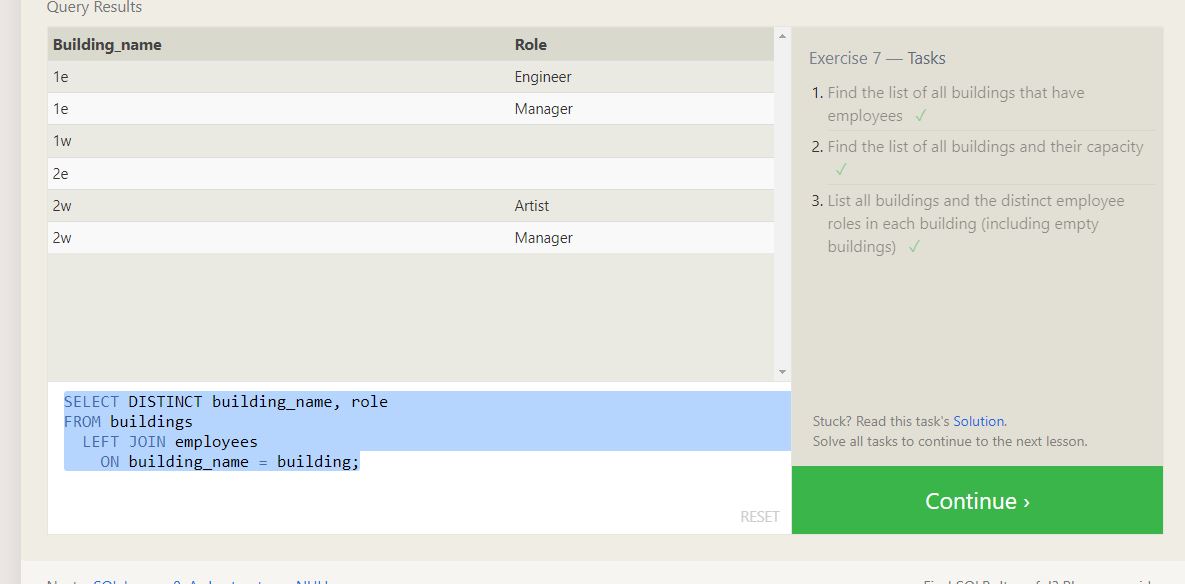 Query Results
Building_name Role
1e Engineer
1e Manager
1w
2e
2w Artist
2w Manager
SELECT DISTINCT building_name, role
FROM buildings
LEFT JOIN employees
ON building_name = building;
RESET
Exercise 7 — Tasks
1. Find the list of all buildings that have
employees ✓
2. Find the list of all buildings and their capacity
✓
3. List all buildings and the distinct employee
roles in each building (including empty
buildings) ✓
Stuck? Read this task's Solution.
Solve all tasks to continue to the next lesson.
Continue ›